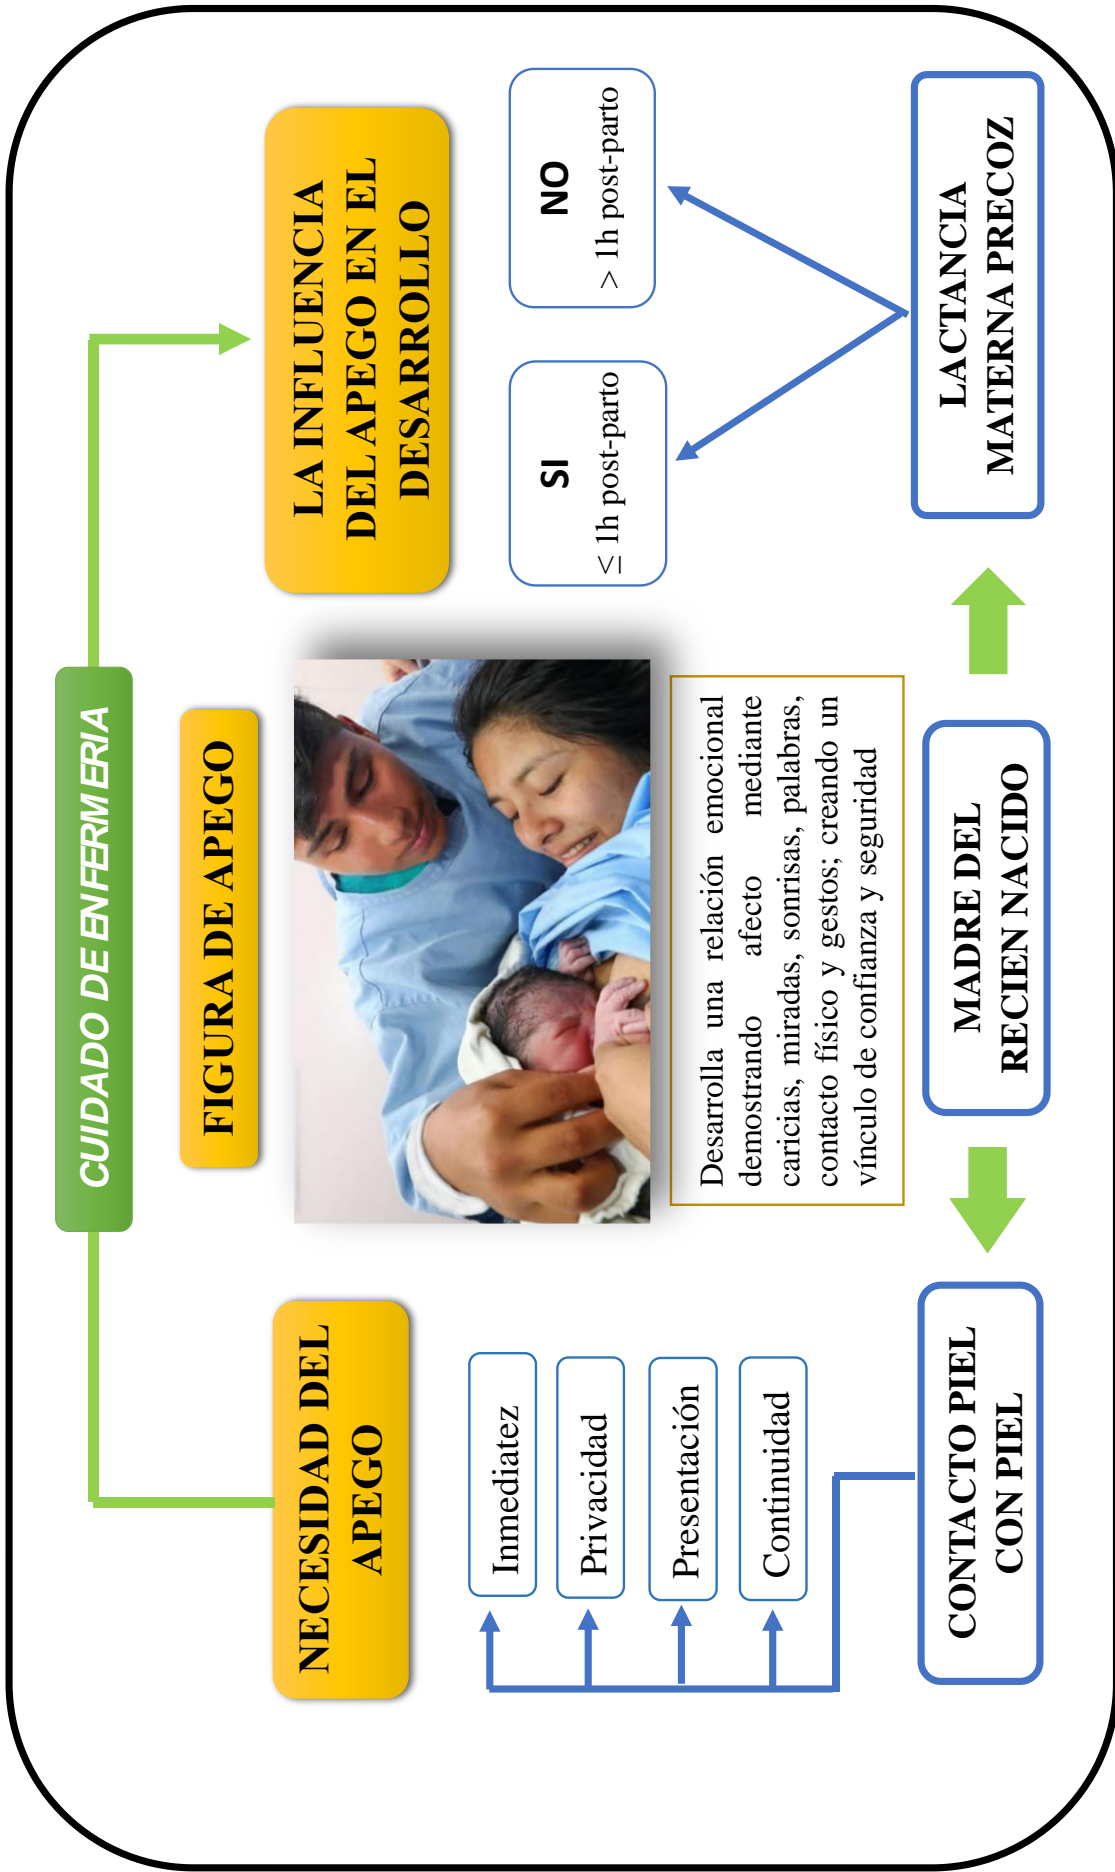 CUIDADO DE ENFERMERIA
NECESIDAD DEL
APEGO
FIGURA DE APEGO
LA INFLUENCIA
DEL APEGO EN EL
DESARROLLO
Inmediatez
Privacidad
Presentación
Continuidad
Desarrolla una relación emocional
demostrando afecto mediante
caricias, miradas, sonrisas, palabras,
contacto físico y gestos; creando un
vínculo de confianza y seguridad
SI
≤ 1h post-parto
NO
> 1h post-parto
CONTACTO PIEL
CON PIEL
MADRE DEL
RECIEN NACIDO
LACTANCIA
MATERNA PRECOZ